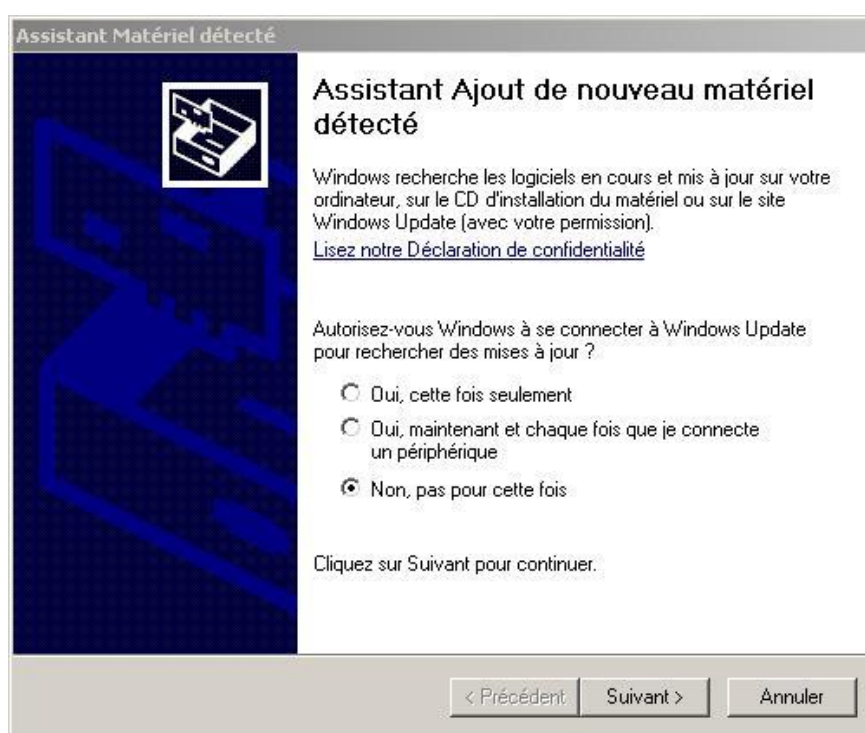 Assistant Matériel détecté
Assistant Ajout de nouveau matériel
détecté
Windows recherche les logiciels en cours et mis à jour sur votre
ordinateur, sur le CD d'installation du matériel ou sur le site
Windows Update (avec votre permission).
Lisez notre Déclaration de confidentialité
Autorisez-vous Windows à se connecter à Windows Update
pour rechercher des mises à jour ?
Oui, cette fois seulement
Oui, maintenant et chaque fois que je connecte
un périphérique
Non, pas pour cette fois
Cliquez sur Suivant pour continuer.
< Précédent Suivant > Annuler